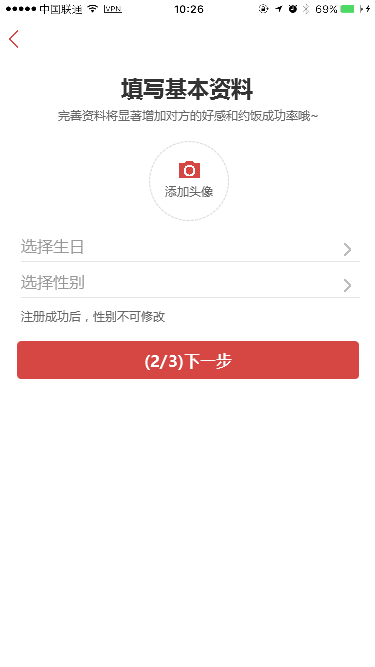 中国联通 VPN 10:26 69%
填写基本资料
完善资料将显著增加对方的好感和约饭成功率哦~
添加头像
选择生日
选择性别
注册成功后，性别不可修改
(2/3)下一步